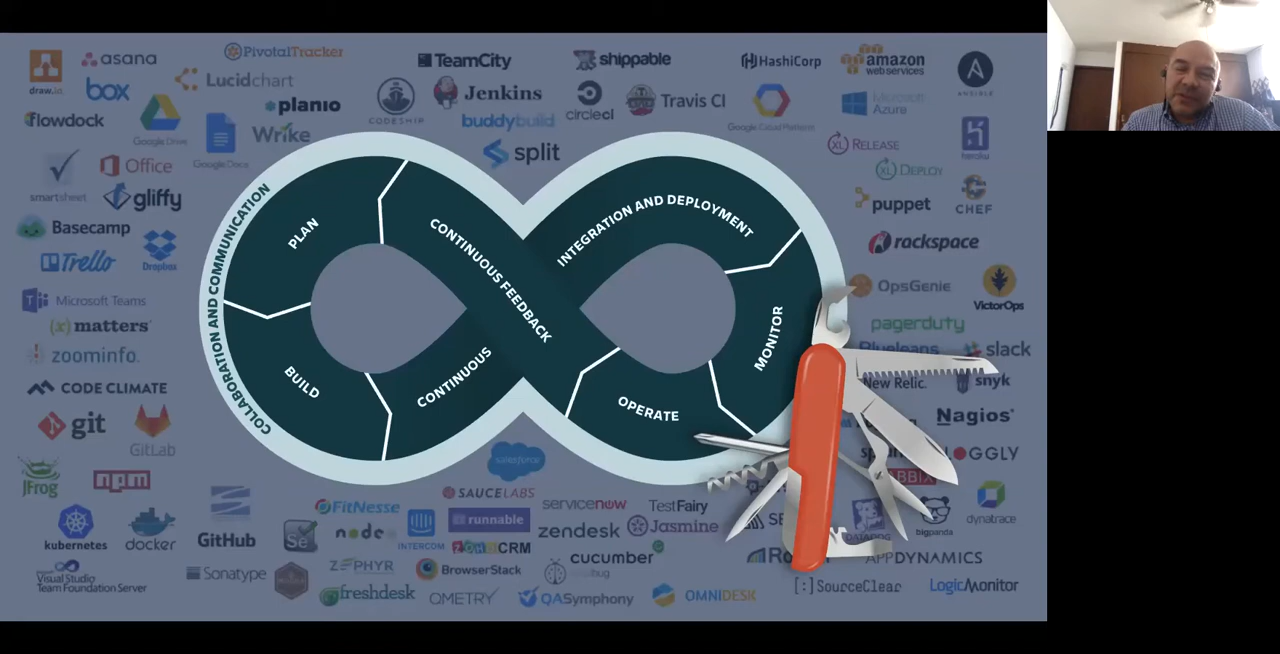 draw.io
asana
PivotalTracker
TeamCity
shippable
HashiCorp
amazon
webservices
ANSIBLE
box
Lucidchart
planio
CODESHIP
Jenkins
circleci
Travis CI
Google Cloud Platform
Microsoft
Azura
flowdock
Google Drive
Google Docs
Wrike
buddybuild
split
XL RELEASE
heroku
smartsheet
Office
gliffy
XL DEPLOY
puppet
CHEF
Basecamp
Trello
Dropbox
rackspace
Microsoft Teams
(x)matters
zoominfo.
CODE CLIMATE
git
GitLab
OpsGenie
VictorOps
pagerduty
slack
New Relic.
snyk
Nagios
COLLABORATION AND COMMUNICATION
PLAN
BUILD
CONTINUOUS
CONTINUOUS FEEDBACK
INTEGRATION AND DEPLOYMENT
MONITOR
OPERATE
JFrog
npm
salesforce
SAUCELABS
LOGGLY
kubernetes
docker
GitHub
Se
FitNesse
node
INTERCOM
runnable
ZOHO CRM
servicenow
zendesk
TestFairy
Jasmine
cucumber
DATADOG
bigpanda
dynatrace
APPDYNAMICS
Visual Studio
Team Foundation Server
Sonatype
ZEPHYR
BrowserStack
freshdesk
QMETRY
QASymphony
OMNIDESK
[:]SourceClear
LogicMonitor